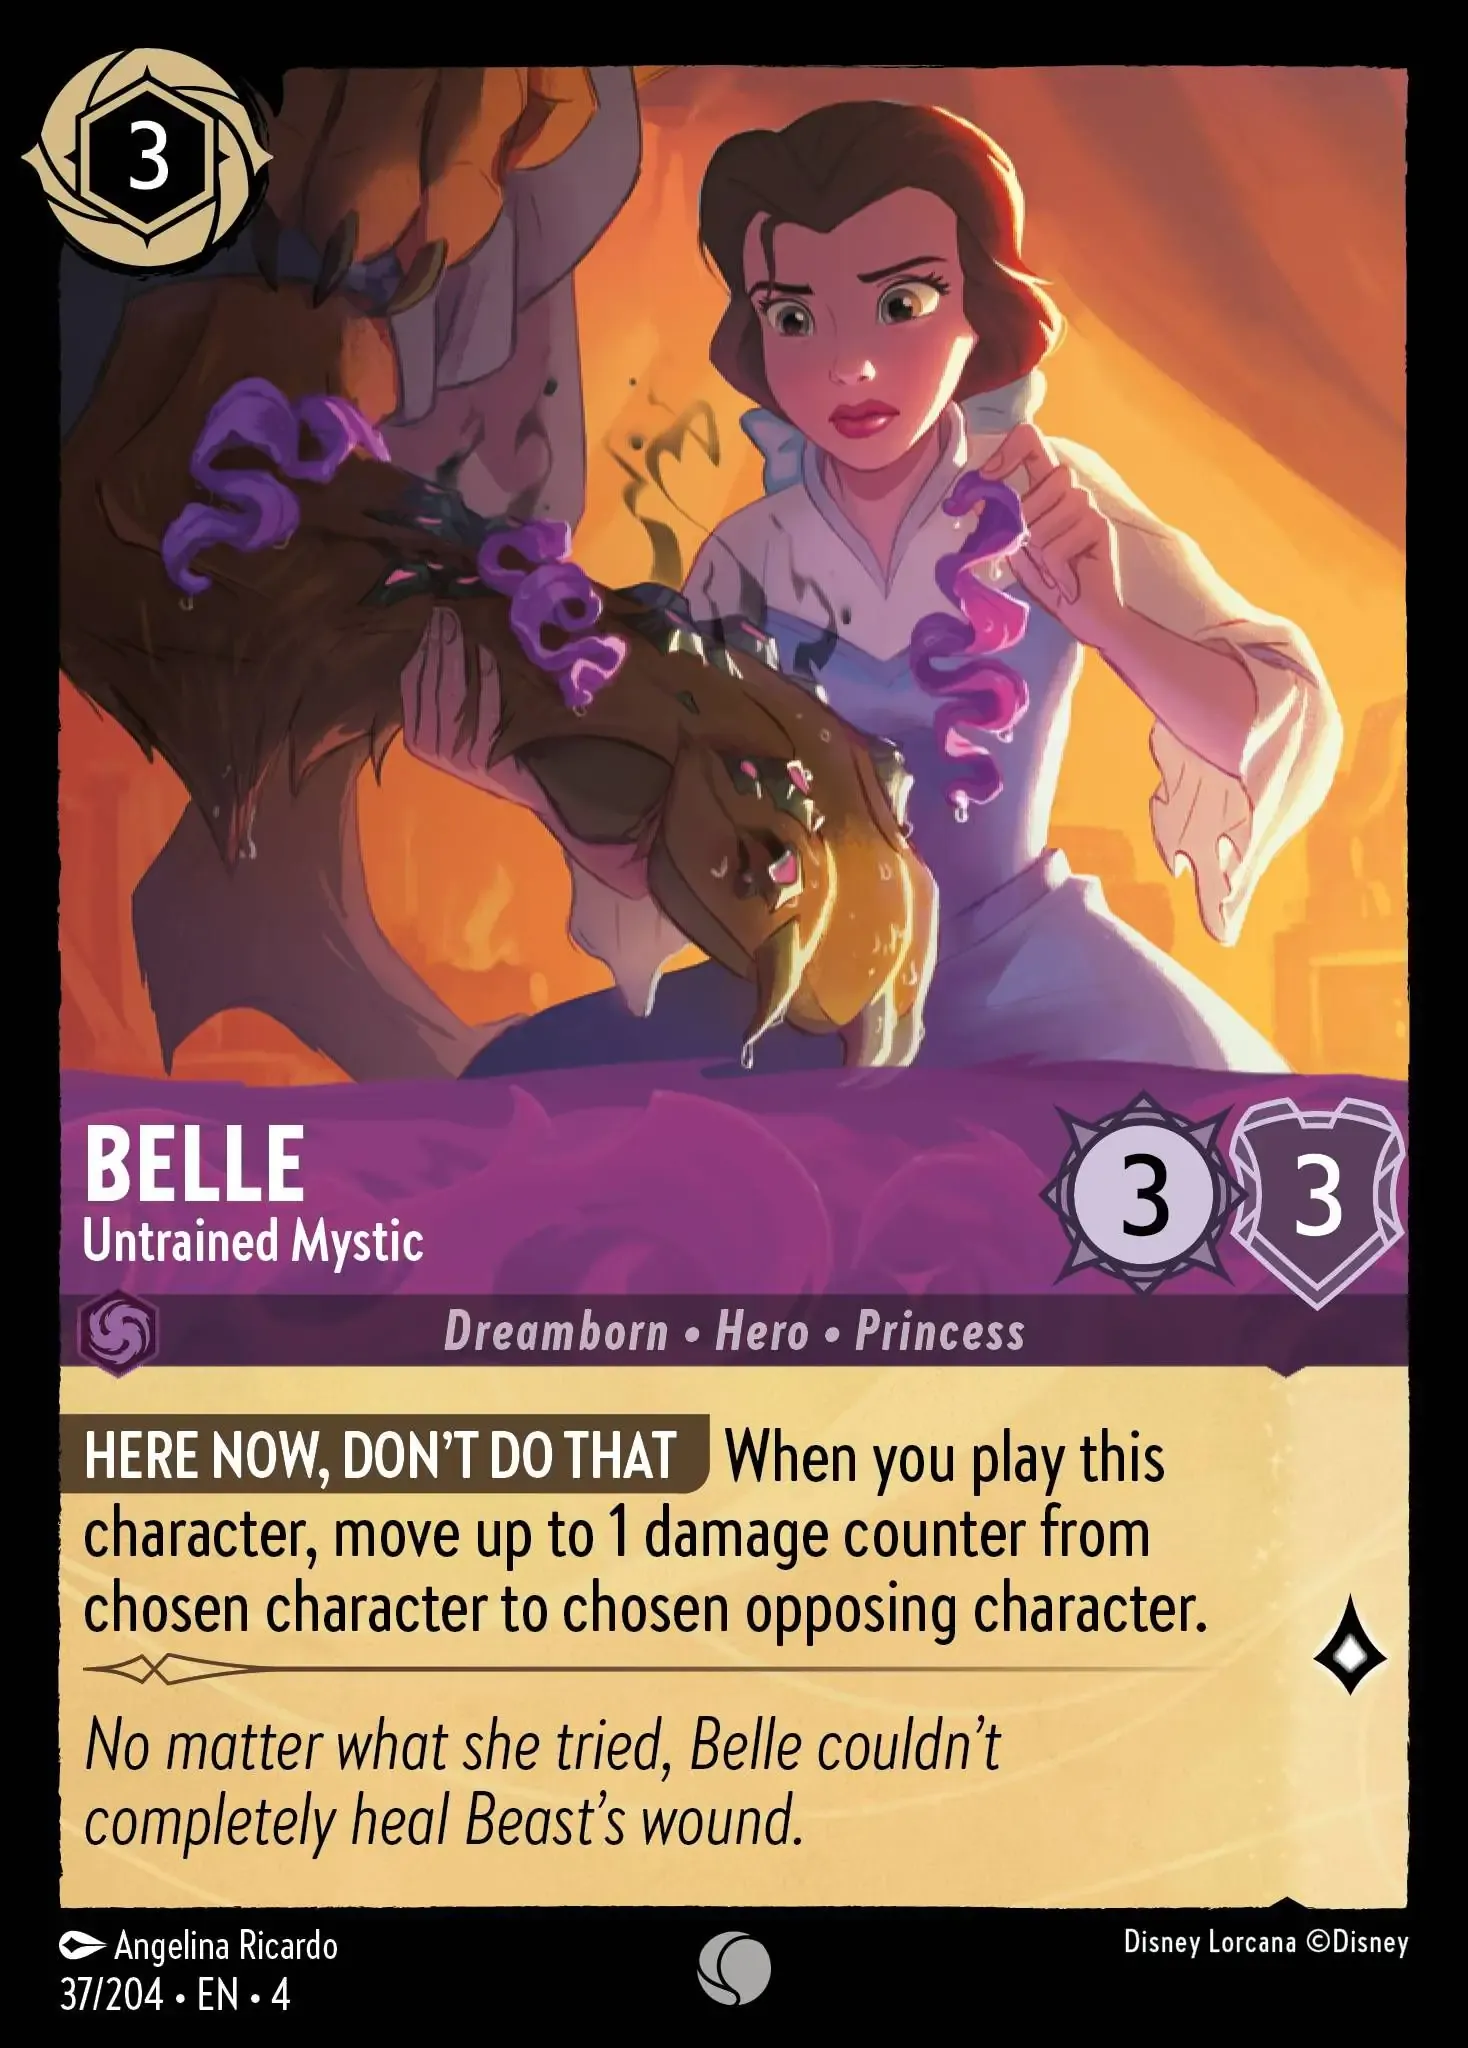 3
BELLE
Untrained Mystic
3
3
Dreamborn • Hero • Princess
HERE NOW, DON'T DO THAT When you play this
character, move up to 1 damage counter from
chosen character to chosen opposing character.
No matter what she tried, Belle couldn't
completely heal Beast's wound.
Angelina Ricardo
37/204 • EN • 4
Disney Lorcana ©Disney